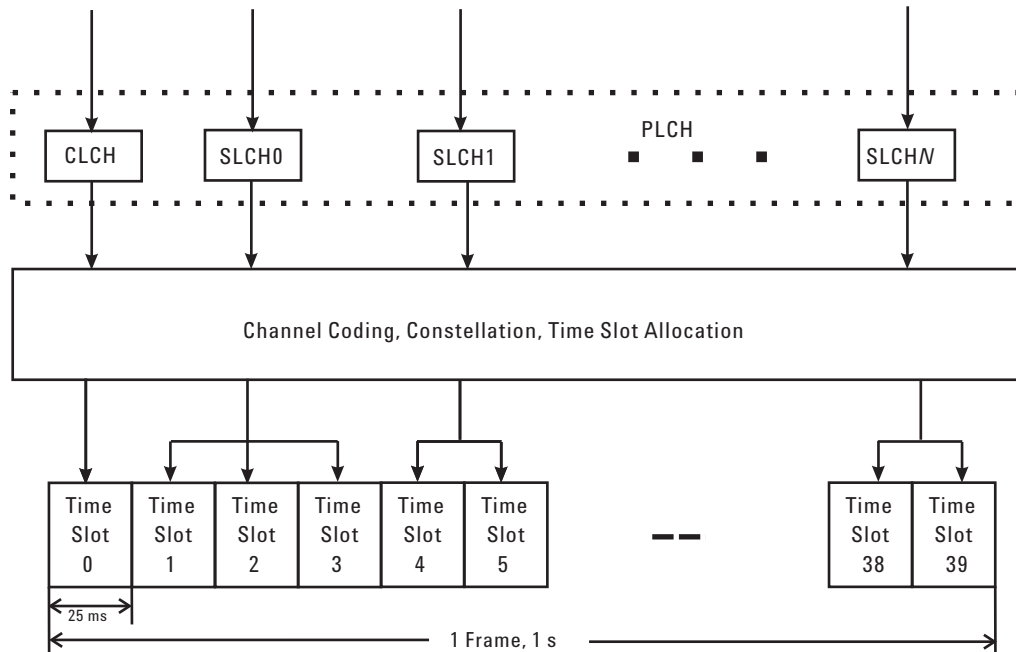 PLCH
CLCH
SLCH0
SLCH1
SLCHN
Channel Coding, Constellation, Time Slot Allocation
Time
Slot
0
Time
Slot
1
Time
Slot
2
Time
Slot
3
Time
Slot
4
Time
Slot
5
Time
Slot
38
Time
Slot
39
25 ms
1 Frame, 1 s